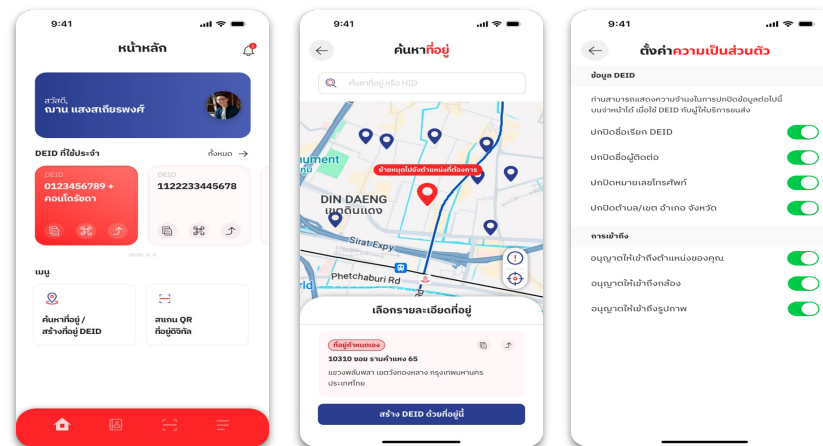 9:41
หน้าหลัก
สวัสดี,
ฌาน แสงสเถียรพงศ์
DEID ที่ใช้ประจำ
ทั้งหมด →
DEID
0123456789 +
คอนโดรัชดา
DEID
1122233445678
เมนู
ค้นหาที่อยู่ /
สร้างที่อยู่ DEID
สแกน QR
ที่อยู่ดิจิทัล
9:41
ค้นหาที่อยู่
ค้นหาที่อยู่ หรือ HID
ument
ย้ายหมุดไปยังตำแหน่งที่ต้องการ
DIN DAENG
เขตดินแดง
Sirat Expy
Phetchaburi Rd
เลือกรายละเอียดที่อยู่
ที่อยู่กำหนดเอง
10310 ซอย รามคำแหง 65
แขวงพลับพลา เขตวังทองหลาง กรุงเทพมหานคร
ประเทศไทย
สร้าง DEID ด้วยที่อยู่นี้
9:41
ตั้งค่าความเป็นส่วนตัว
ข้อมูล DEID
ท่านสามารถแสดงความจำนงในการปกปิดข้อมูลต่อไปนี้
บนจ่าหน้าได้ เมื่อใช้ DEID กับผู้ให้บริการขนส่ง
ปกปิดชื่อเรียก DEID
ปกปิดชื่อผู้ติดต่อ
ปกปิดหมายเลขโทรศัพท์
ปกปิดตำบล/เขต อำเภอ จังหวัด
การเข้าถึง
อนุญาตให้เข้าถึงตำแหน่งของคุณ
อนุญาตให้เข้าถึงกล้อง
อนุญาตให้เข้าถึงรูปภาพ